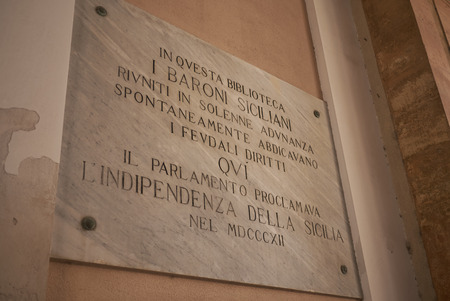 IN QVESTA BIBLIOTECA
I BARONI SICILIANI
RIVNITI IN SOLENNE ADVNANZA
SPONTANEAMENTE ABDICAVANO
I FEVDALI DIRITTI
QVI
IL PARLAMENTO PROCLAMAVA
L'INDIPENDENZA DELLA SICILIA
NEL MDCCCXII